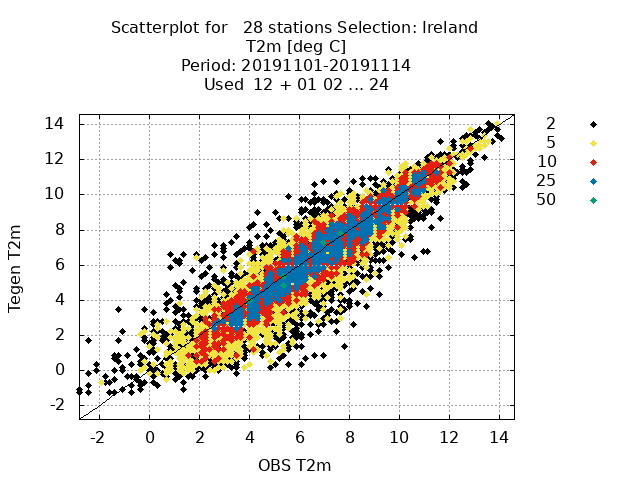 Scatterplot for   28 stations Selection: Ireland
T2m [deg C]
Period: 20191101-20191114
Used  12 + 01 02 ... 24
2
5
10
25
50
14
12
10
8
6
4
2
0
-2
Tegen T2m
-2 0 2 4 6 8 10 12 14
OBS T2m